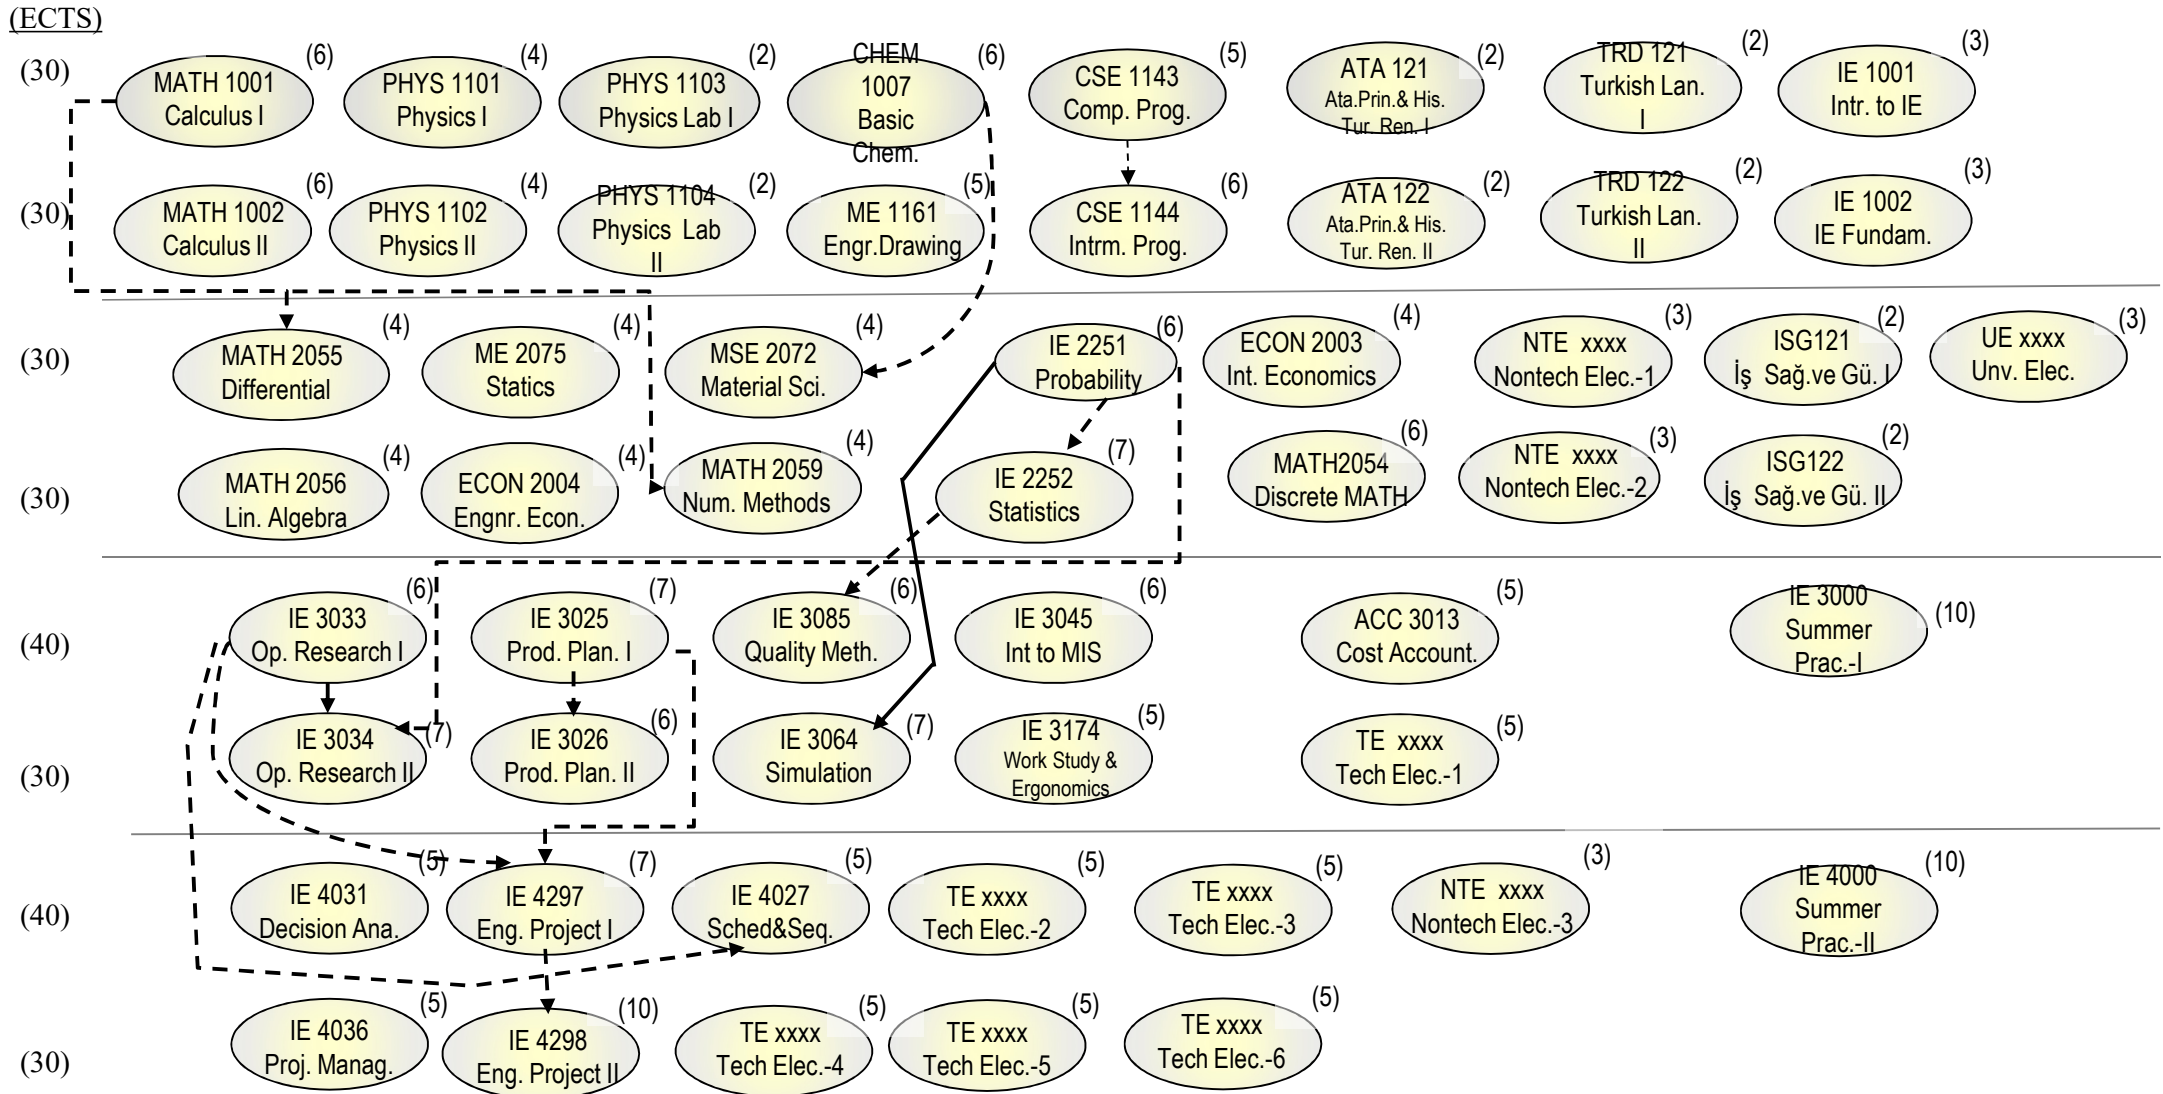 (ECTS)
(30)
MATH 1001
Calculus I
(6)
PHYS 1101
Physics I
(4)
PHYS 1103
Physics Lab I
(2)
CHEM
1007
Basic
Chem.
(6)
CSE 1143
Comp. Prog.
(5)
ATA 121
Ata.Prin.& His.
Tur. Ren. I
(2)
TRD 121
Turkish Lan.
I
(2)
IE 1001
Intr. to IE
(3)
(30)
MATH 1002
Calculus II
(6)
PHYS 1102
Physics II
(4)
PHYS 1104
Physics Lab
II
(2)
ME 1161
Engr.Drawing
(5)
CSE 1144
Intrm. Prog.
(6)
ATA 122
Ata.Prin.& His.
Tur. Ren. II
(2)
TRD 122
Turkish Lan.
II
(2)
IE 1002
IE Fundam.
(3)
(30)
MATH 2055
Differential
(4)
ME 2075
Statics
(4)
MSE 2072
Material Sci.
(4)
IE 2251
Probability
(6)
ECON 2003
Int. Economics
(4)
NTE xxxx
Nontech Elec.-1
(3)
ISG121
İş Sağ.ve Gü. I
(2)
UE xxxx
Unv. Elec.
(3)
(30)
MATH 2056
Lin. Algebra
(4)
ECON 2004
Engnr. Econ.
(4)
MATH 2059
Num. Methods
(4)
IE 2252
Statistics
(7)
MATH2054
Discrete MATH
(6)
NTE xxxx
Nontech Elec.-2
(3)
ISG122
İş Sağ.ve Gü. II
(2)
(40)
IE 3033
Op. Research I
(6)
IE 3025
Prod. Plan. I
(7)
IE 3085
Quality Meth.
(6)
IE 3045
Int to MIS
(6)
ACC 3013
Cost Account.
(5)
IE 3000
Summer
Prac.-I
(10)
(30)
IE 3034
Op. Research II
(7)
IE 3026
Prod. Plan. II
(6)
IE 3064
Simulation
(7)
IE 3174
Work Study &
Ergonomics
(5)
TE xxxx
Tech Elec.-1
(5)
(40)
IE 4031
Decision Ana.
(5)
IE 4297
Eng. Project I
(7)
IE 4027
Sched&Seq.
(5)
TE xxxx
Tech Elec.-2
(5)
TE xxxx
Tech Elec.-3
(5)
NTE xxxx
Nontech Elec.-3
(3)
IE 4000
Summer
Prac.-II
(10)
(30)
IE 4036
Proj. Manag.
(5)
IE 4298
Eng. Project II
(10)
TE xxxx
Tech Elec.-4
(5)
TE xxxx
Tech Elec.-5
(5)
TE xxxx
Tech Elec.-6
(5)